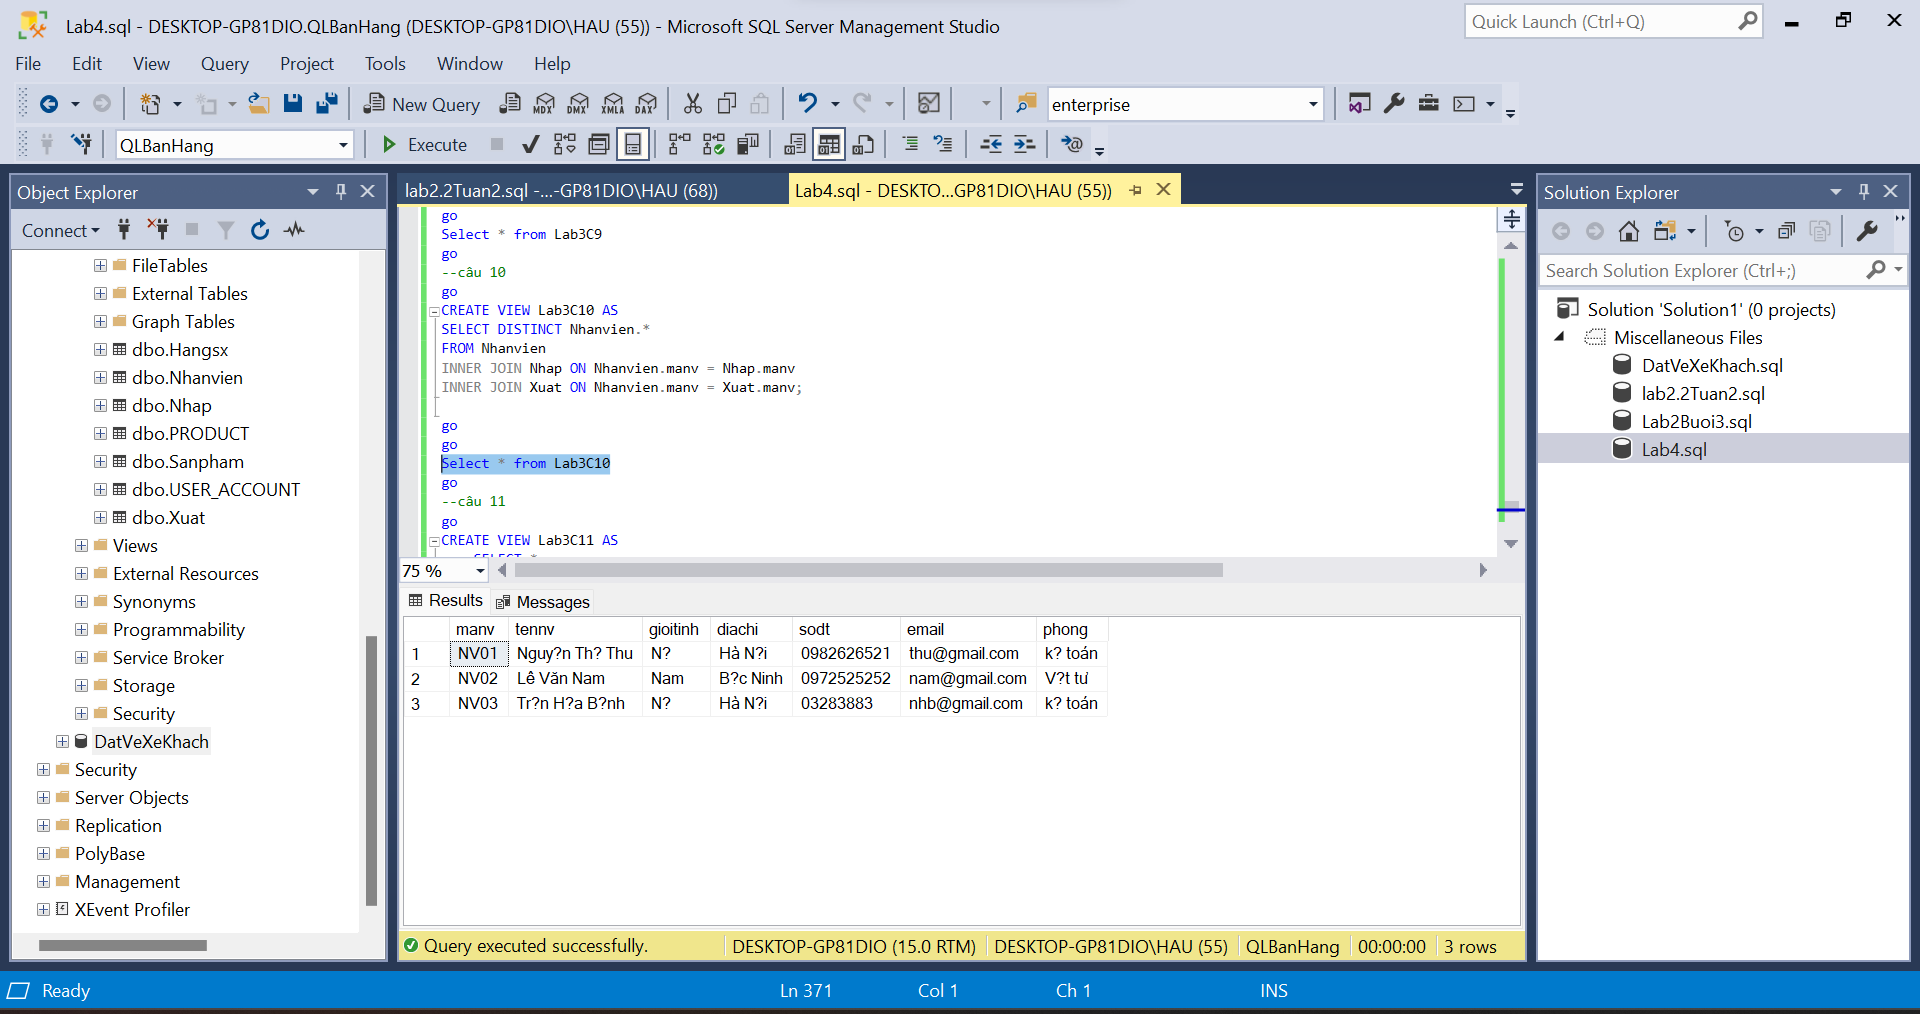 Lab4.sql - DESKTOP-GP81DIO.QLBanHang (DESKTOP-GP81DIO\HAU (55)) - Microsoft SQL Server Management Studio
Quick Launch (Ctrl+Q)
File Edit View Query Project Tools Window Help
New Query MDX DMX XMLA DAX enterprise
QLBanHang Execute
Object Explorer
Connect
FileTables
External Tables
Graph Tables
dbo.Hangsx
dbo.Nhanvien
dbo.Nhap
dbo.PRODUCT
dbo.Sanpham
dbo.USER_ACCOUNT
dbo.Xuat
Views
External Resources
Synonyms
Programmability
Service Broker
Storage
Security
DatVeXeKhach
Security
Server Objects
Replication
PolyBase
Management
XEvent Profiler
lab2.2Tuan2.sql -...-GP81DIO\HAU (68)) Lab4.sql - DESKTO...GP81DIO\HAU (55))
go
Select * from Lab3C9
go
--câu 10
go
CREATE VIEW Lab3C10 AS
SELECT DISTINCT Nhanvien.*
FROM Nhanvien
INNER JOIN Nhap ON Nhanvien.manv = Nhap.manv
INNER JOIN Xuat ON Nhanvien.manv = Xuat.manv;
go
go
Select * from Lab3C10
go
--câu 11
go
CREATE VIEW Lab3C11 AS
SELECT *
75 %
Results Messages
manv tennv gioitinh diachi sodt email phong
1 NV01 Nguy?n Th? Thu N? Hà N?i 0982626521 thu@gmail.com k? toán
2 NV02 Lê Văn Nam Nam B?c Ninh 0972525252 nam@gmail.com V?t tư
3 NV03 Tr?n H?a B?nh N? Hà N?i 03283883 nhb@gmail.com k? toán
Query executed successfully. DESKTOP-GP81DIO (15.0 RTM) DESKTOP-GP81DIO\HAU (55) QLBanHang 00:00:00 3 rows
Solution Explorer
Search Solution Explorer (Ctrl+;)
Solution 'Solution1' (0 projects)
Miscellaneous Files
DatVeXeKhach.sql
lab2.2Tuan2.sql
Lab2Buoi3.sql
Lab4.sql
Ready Ln 371 Col 1 Ch 1 INS